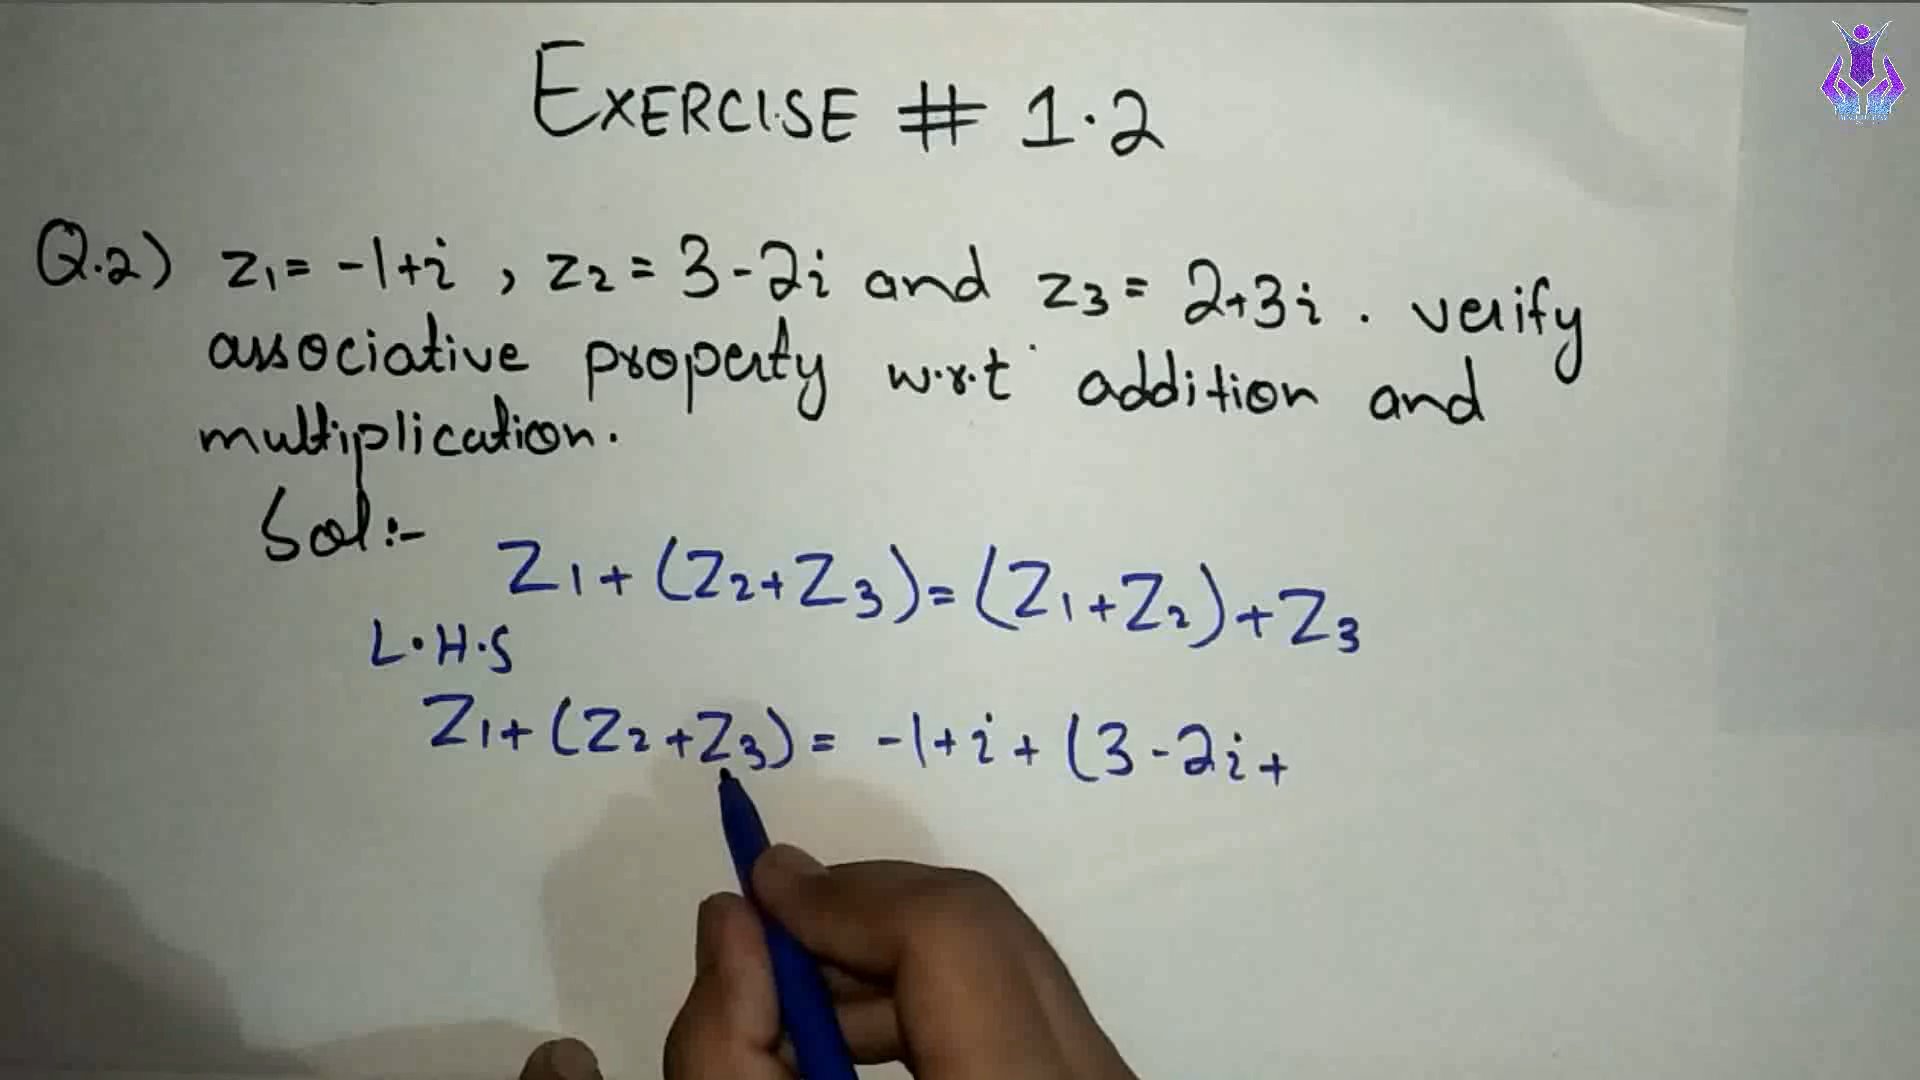 EXERCISE # 1.2
Q.2) z1 = -1+i , z2 = 3-2i and z3 = 2+3i . verify
associative property w.r.t addition and
multiplication.
Sol:-
Z1+(Z2+Z3)=(Z1+Z2)+Z3
L.H.S
Z1+(Z2+Z3)= -1+i+(3-2i+